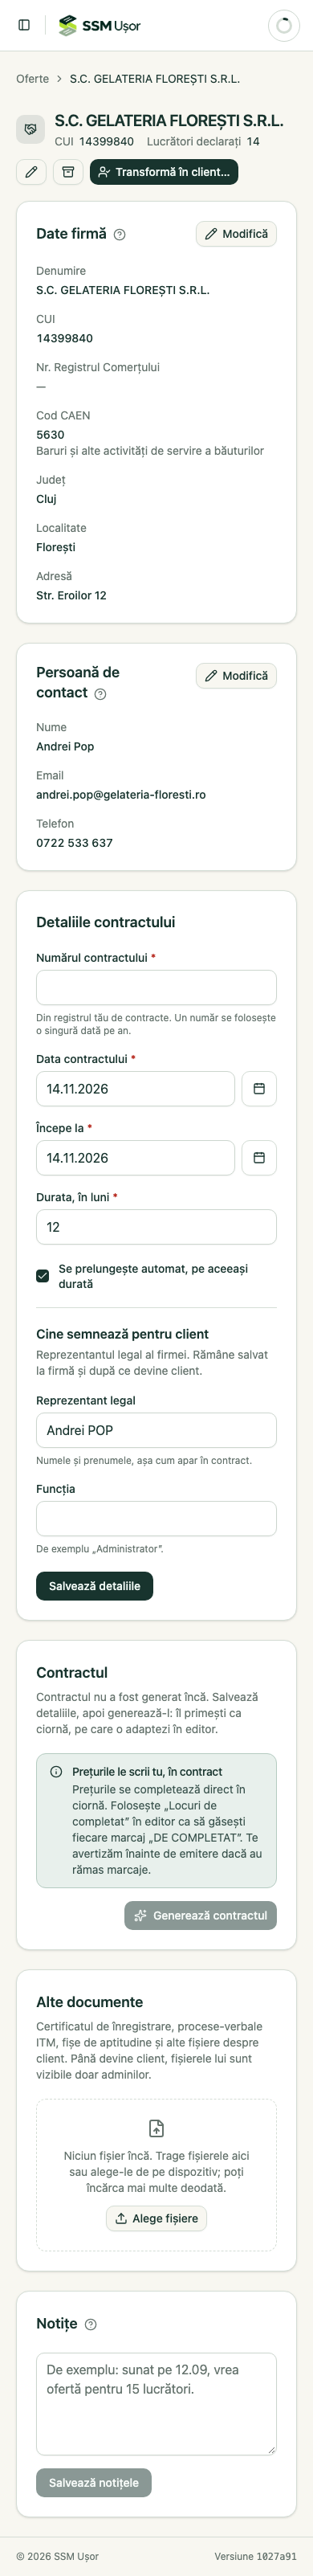 SSM Ușor
Oferte > S.C. GELATERIA FLOREȘTI S.R.L.
S.C. GELATERIA FLOREȘTI S.R.L.
CUI 14399840 Lucrători declarați 14
Transformă în client...
Date firmă
Modifică
Denumire
S.C. GELATERIA FLOREȘTI S.R.L.
CUI
14399840
Nr. Registrul Comerțului
—
Cod CAEN
5630
Baruri și alte activități de servire a băuturilor
Județ
Cluj
Localitate
Florești
Adresă
Str. Eroilor 12
Persoană de
contact
Modifică
Nume
Andrei Pop
Email
andrei.pop@gelateria-floresti.ro
Telefon
0722 533 637
Detaliile contractului
Numărul contractului *
Din registrul tău de contracte. Un număr se folosește
o singură dată pe an.
Data contractului *
14.11.2026
Începe la *
14.11.2026
Durata, în luni *
12
Se prelungește automat, pe aceeași
durată
Cine semnează pentru client
Reprezentantul legal al firmei. Rămâne salvat
la firmă și după ce devine client.
Reprezentant legal
Andrei POP
Numele și prenumele, așa cum apar în contract.
Funcția
De exemplu „Administrator”.
Salvează detaliile
Contractul
Contractul nu a fost generat încă. Salvează
detaliile, apoi generează-l: îl primești ca
ciornă, pe care o adaptezi în editor.
Prețurile le scrii tu, în contract
Prețurile se completează direct în
ciornă. Folosește „Locuri de
completat” în editor ca să găsești
fiecare marcaj „DE COMPLETAT”. Te
avertizăm înainte de emitere dacă au
rămas marcaje.
Generează contractul
Alte documente
Certificatul de înregistrare, procese-verbale
ITM, fișe de aptitudine și alte fișiere despre
client. Până devine client, fișierele lui sunt
vizibile doar adminilor.
Niciun fișier încă. Trage fișierele aici
sau alege-le de pe dispozitiv; poți
încărca mai multe deodată.
Alege fișiere
Notițe
De exemplu: sunat pe 12.09, vrea
ofertă pentru 15 lucrători.
Salvează notițele
© 2026 SSM Ușor
Versiune 1027a91